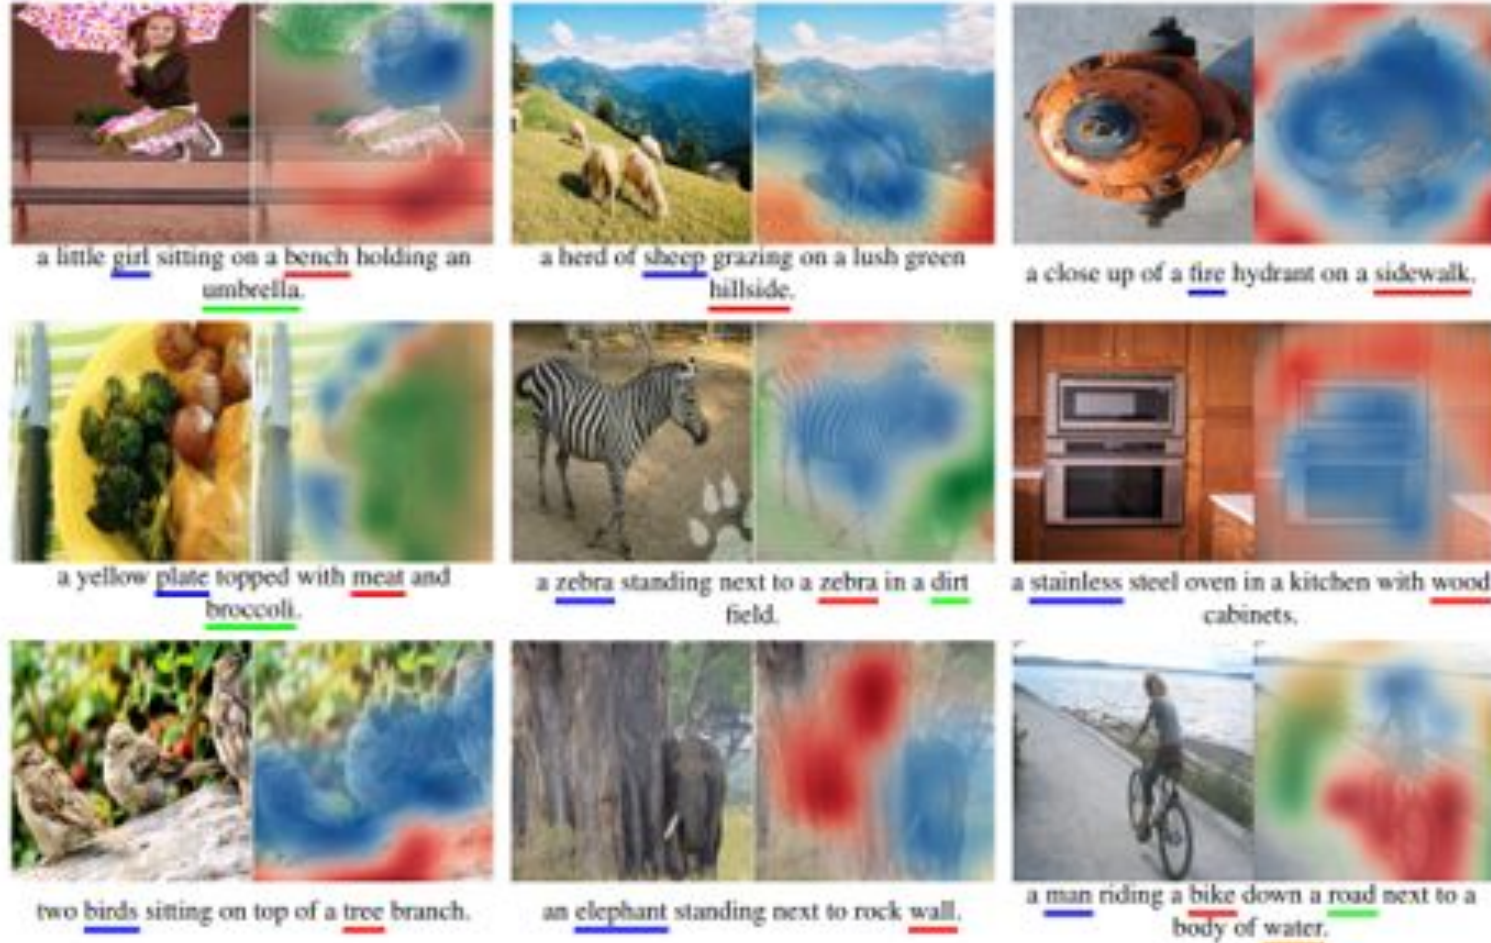 a little girl sitting on a bench holding an
umbrella.
a herd of sheep grazing on a lush green
hillside.
a close up of a fire hydrant on a sidewalk.
a yellow plate topped with meat and
broccoli.
a zebra standing next to a zebra in a dirt
field.
a stainless steel oven in a kitchen with wood
cabinets.
two birds sitting on top of a tree branch.
an elephant standing next to rock wall.
a man riding a bike down a road next to a
body of water.